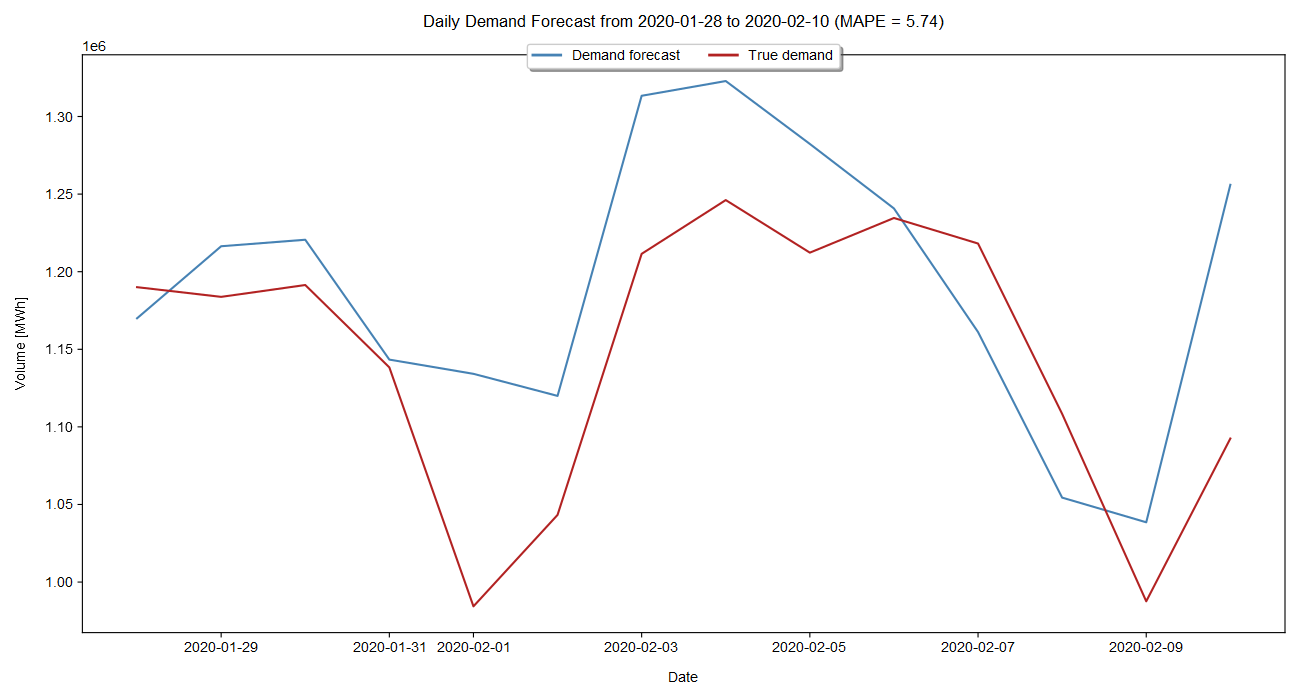 Daily Demand Forecast from 2020-01-28 to 2020-02-10 (MAPE = 5.74)
1e6
Demand forecast True demand
1.30
1.25
1.20
1.15
1.10
1.05
1.00
Volume [MWh]
2020-01-29 2020-01-31 2020-02-01 2020-02-03 2020-02-05 2020-02-07 2020-02-09
Date